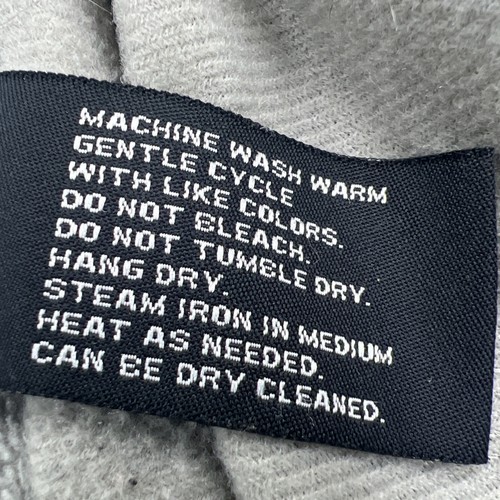 MACHINE WASH WARM
GENTLE CYCLE
WITH LIKE COLORS.
DO NOT BLEACH.
DO NOT TUMBLE DRY.
HANG DRY.
STEAM IRON IN MEDIUM
HEAT AS NEEDED.
CAN BE DRY CLEANED.